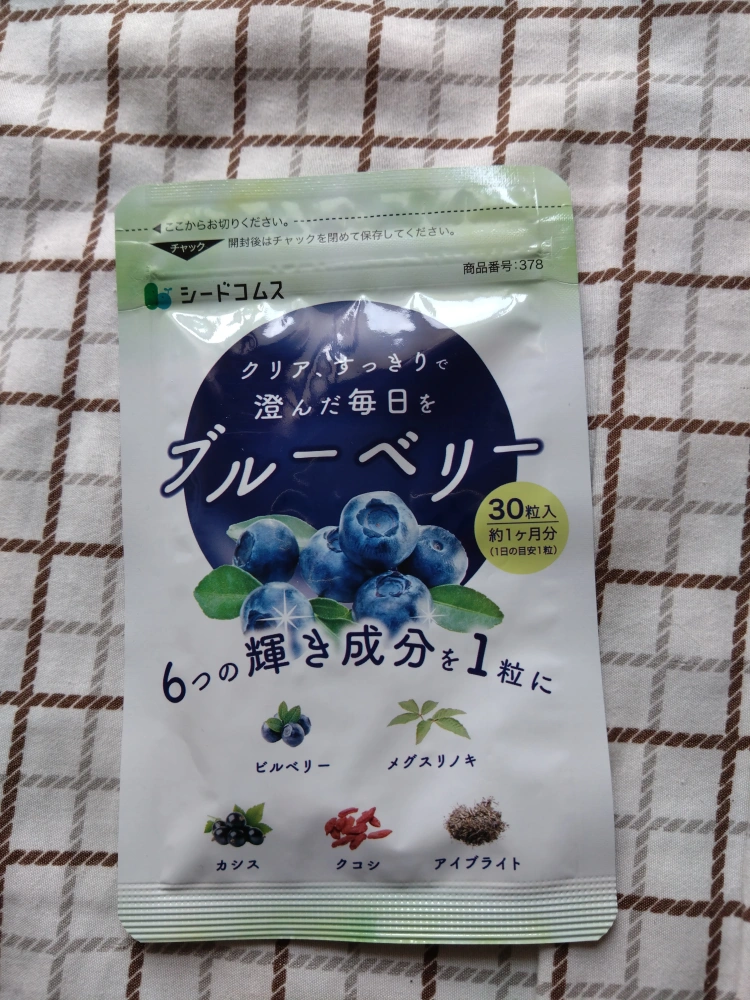 ここからお切りください。
チャック
開封後はチャックを閉めて保存してください。
商品番号:378
シードコムス
クリア、すっきりで
澄んだ毎日を
ブルーベリー
30粒入
約1ヶ月分
(1日の目安1粒)
6つの輝き成分を1粒に
ビルベリー
メグスリノキ
カシス
クコシ
アイブライト